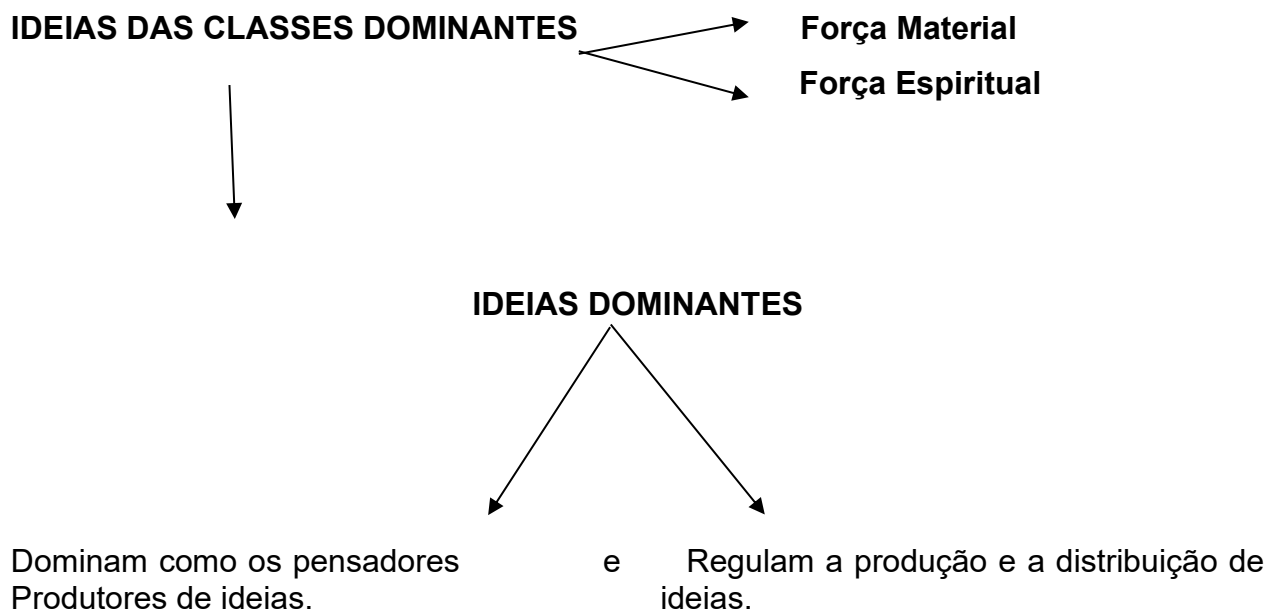 IDEIAS DAS CLASSES DOMINANTES Força Material
Força Espiritual
IDEIAS DOMINANTES
Dominam como os pensadores e Regulam a produção e a distribuição de
Produtores de ideias. ideias.